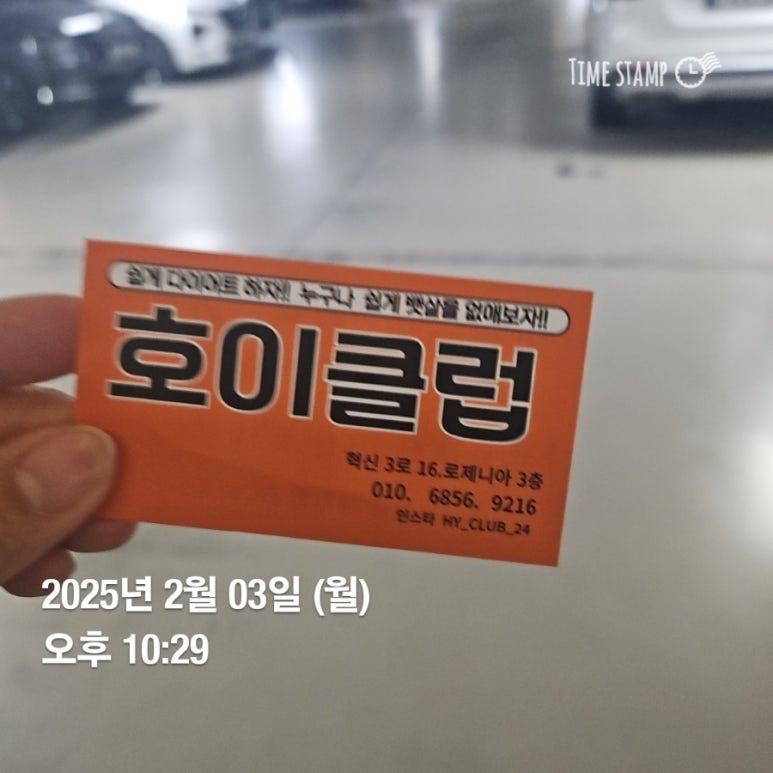 TIME STAMP
쉽게 다이어트 하자!! 누구나 쉽게 뱃살을 없애보자!!
호이클럽
혁신 3로 16.로제니아 3층
010. 6856. 9216
인스타 HY_CLUB_24
2025년 2월 03일 (월)
오후 10:29